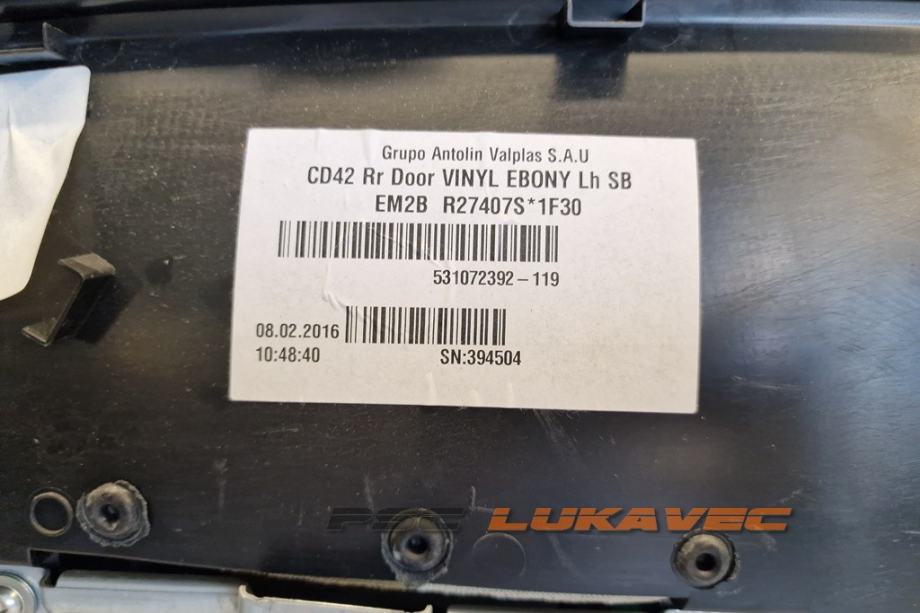 Grupo Antolin Valplas S.A.U
CD42 Rr Door VINYL EBONY Lh SB
EM2B R27407S*1F30
531072392-119
08.02.2016
10:48:40
SN:394504
PSC LUKAVEC